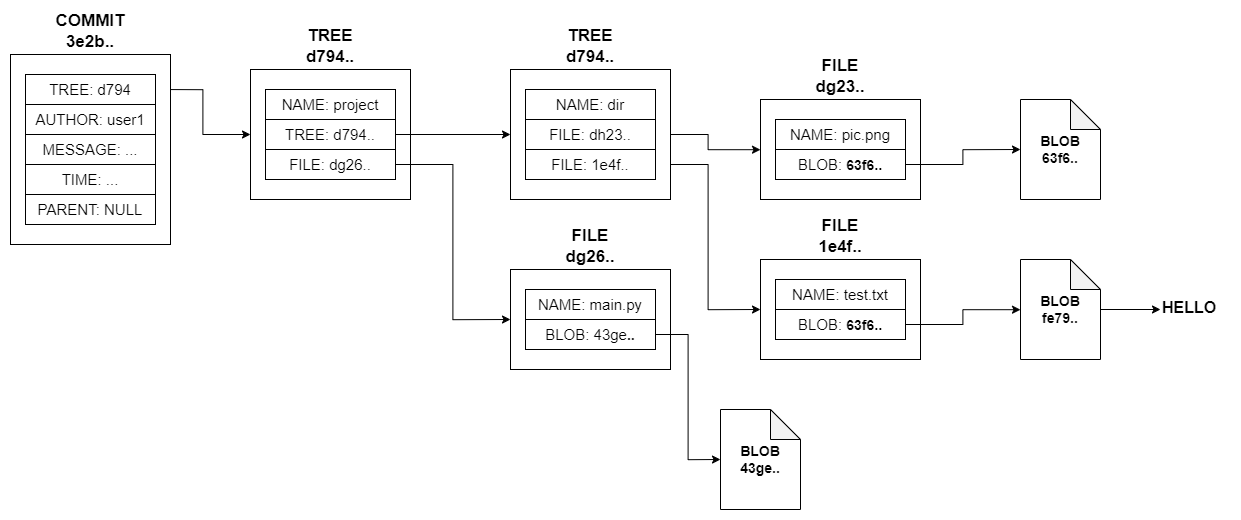 COMMIT
3e2b..
TREE: d794
AUTHOR: user1
MESSAGE: ...
TIME: ...
PARENT: NULL
TREE
d794..
NAME: project
TREE: d794..
FILE: dg26..
TREE
d794..
NAME: dir
FILE: dh23..
FILE: 1e4f..
FILE
dg23..
NAME: pic.png
BLOB: 63f6..
BLOB
63f6..
FILE
dg26..
NAME: main.py
BLOB: 43ge..
FILE
1e4f..
NAME: test.txt
BLOB: 63f6..
BLOB
fe79..
HELLO
BLOB
43ge..